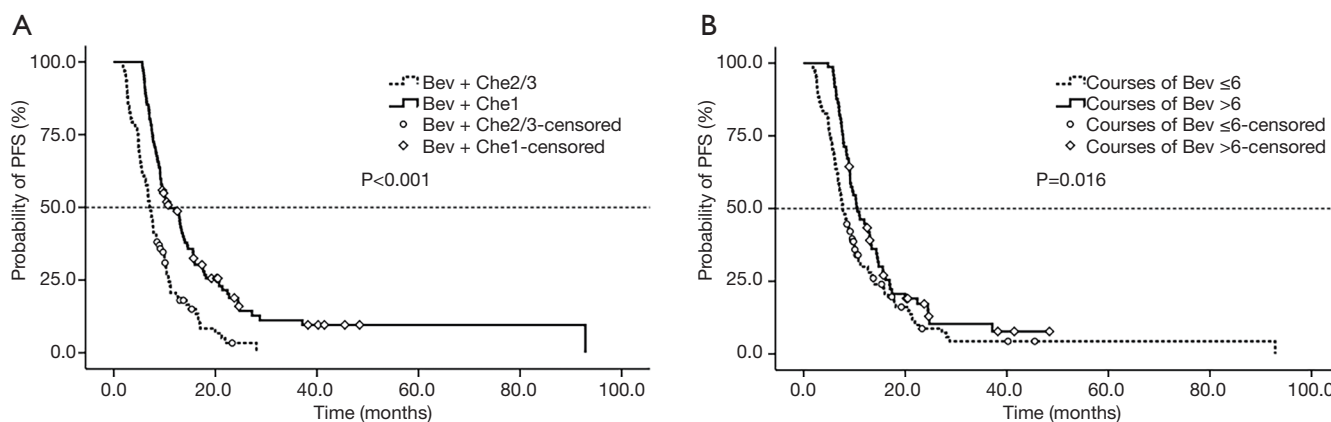 A
Probability of PFS (%)
100.0
75.0
50.0
25.0
0.0
Bev + Che2/3
Bev + Che1
Bev + Che2/3-censored
Bev + Che1-censored
P<0.001
0.0 20.0 40.0 60.0 80.0 100.0
Time (months)
B
Probability of PFS (%)
100.0
75.0
50.0
25.0
0.0
Courses of Bev ≤6
Courses of Bev >6
Courses of Bev ≤6-censored
Courses of Bev >6-censored
P=0.016
0.0 20.0 40.0 60.0 80.0 100.0
Time (months)